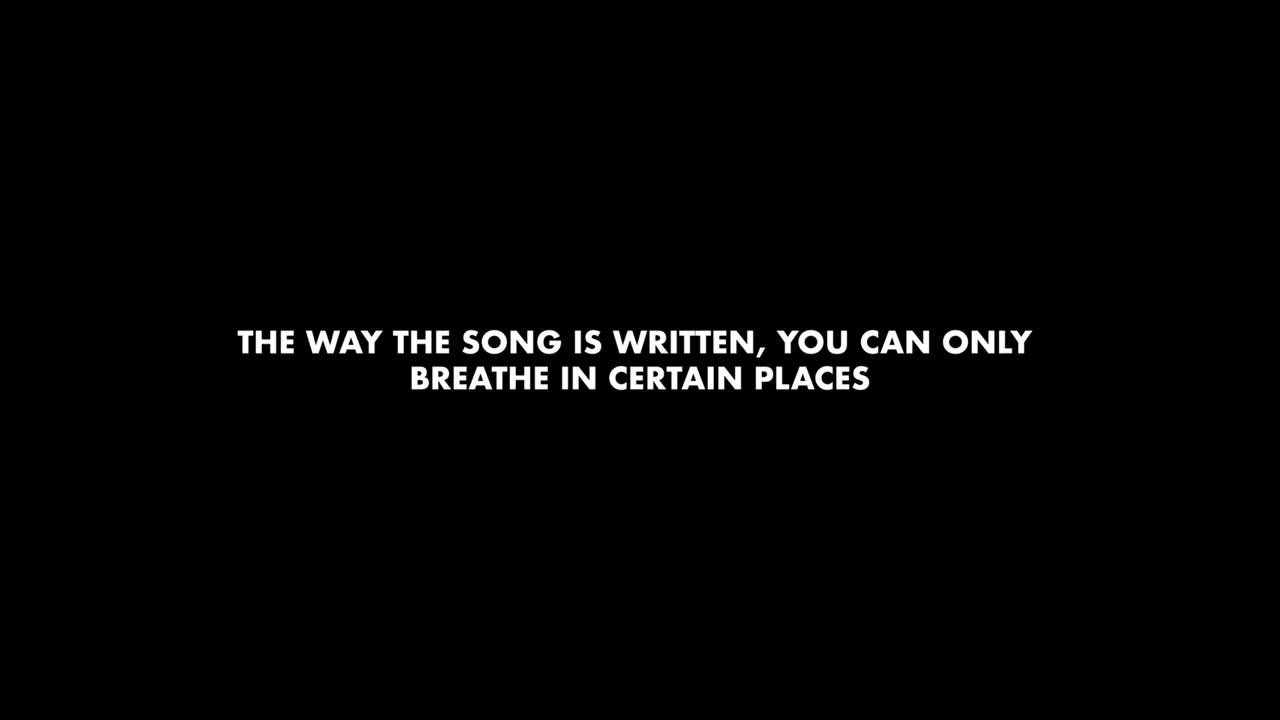 THE WAY THE SONG IS WRITTEN, YOU CAN ONLY
BREATHE IN CERTAIN PLACES